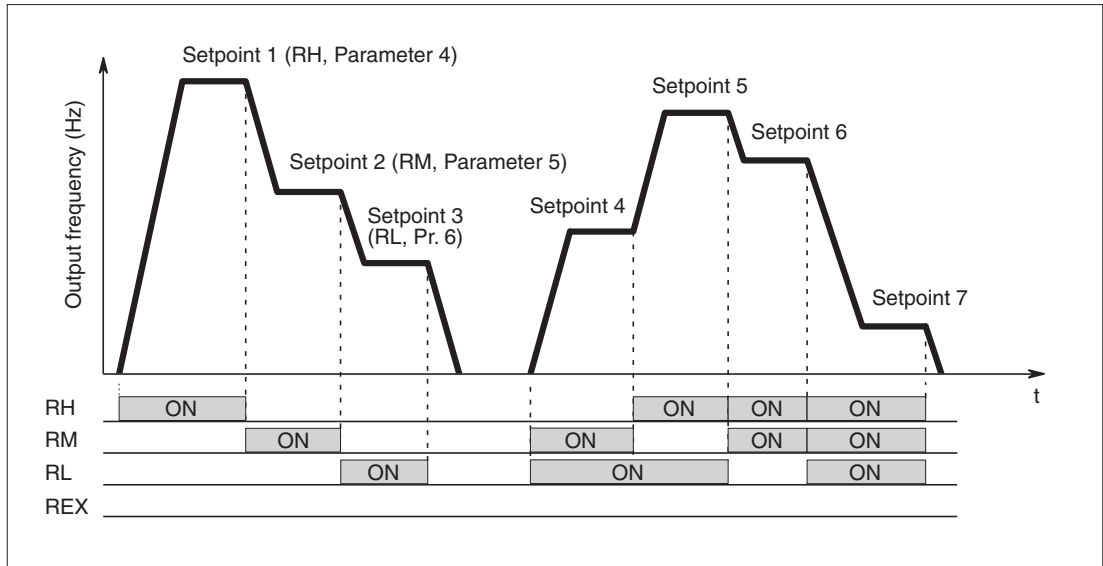 Setpoint 1 (RH, Parameter 4)
Setpoint 5
Setpoint 6
Setpoint 2 (RM, Parameter 5)
Setpoint 3
(RL, Pr. 6)
Setpoint 4
Setpoint 7
Output frequency (Hz)
t
RH ON ON ON ON
RM ON ON ON ON
RL ON ON ON
REX